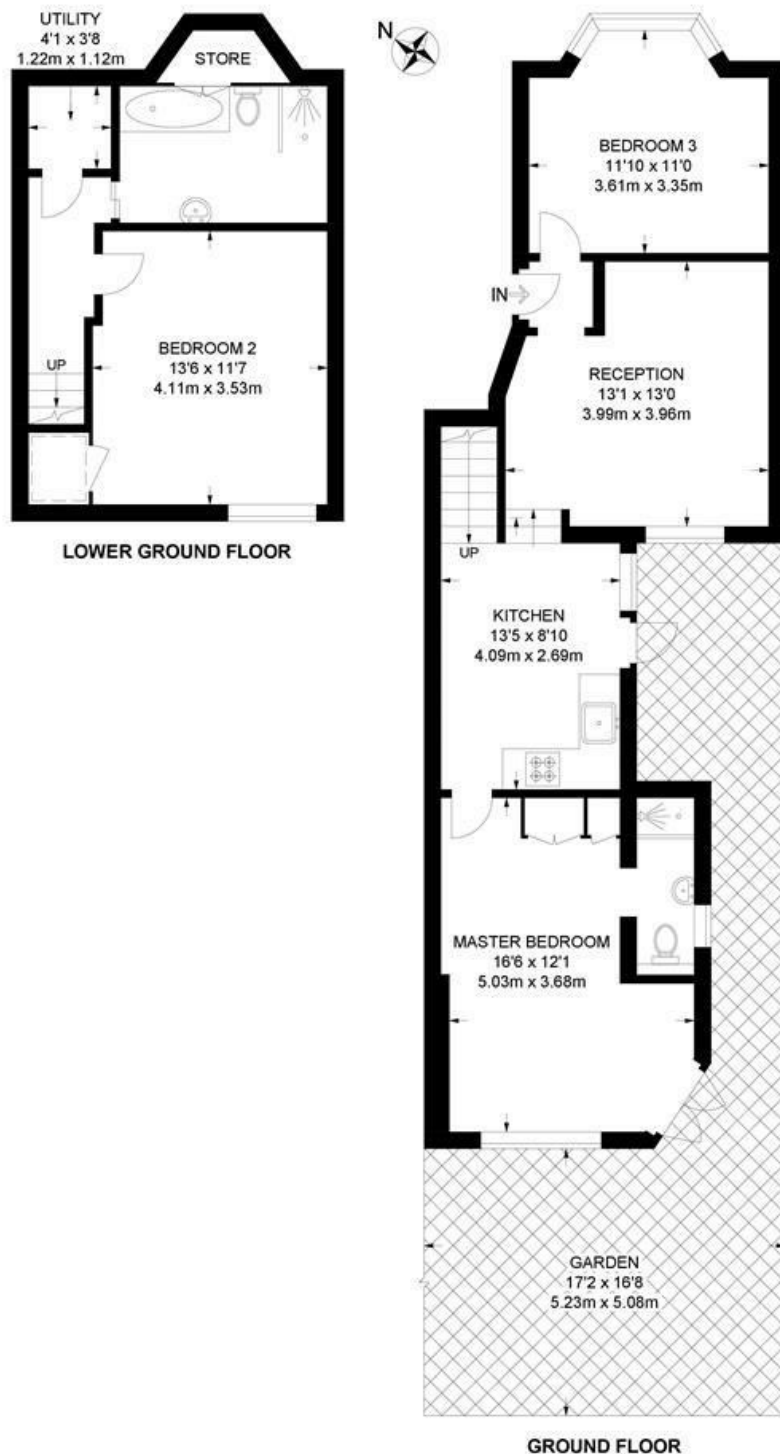 UTILITY
4'1 x 3'8
1.22m x 1.12m
STORE
BEDROOM 2
13'6 x 11'7
4.11m x 3.53m
UP
LOWER GROUND FLOOR
N
BEDROOM 3
11'10 x 11'0
3.61m x 3.35m
IN
RECEPTION
13'1 x 13'0
3.99m x 3.96m
UP
KITCHEN
13'5 x 8'10
4.09m x 2.69m
MASTER BEDROOM
16'6 x 12'1
5.03m x 3.68m
GARDEN
17'2 x 16'8
5.23m x 5.08m
GROUND FLOOR